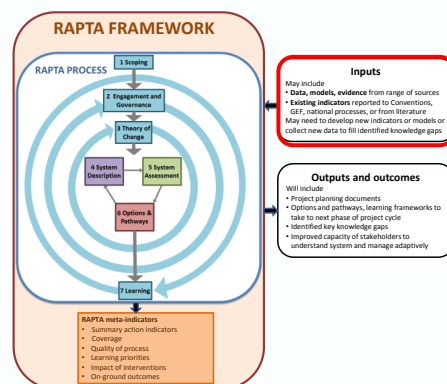 RAPTA FRAMEWORK
RAPTA PROCESS
1 Scoping
2 Engagement and
Governance
3 Theory of
Change
4 System
Description
5 System
Assessment
6 Options &
Pathways
7 Learning
RAPTA meta-indicators
• Summary action indicators
• Coverage
• Quality of process
• Learning priorities
• Impact of interventions
• On-ground outcomes
Inputs
May include
• Data, models, evidence from range of sources
• Existing indicators reported to Conventions,
GEF, national processes, or from literature
May need to develop new indicators or models or
collect new data to fill identified knowledge gaps
Outputs and outcomes
Will include
• Project planning documents
• Options and pathways, learning frameworks to
take to next phase of project cycle
• Identified key knowledge gaps
• Improved capacity of stakeholders to
understand system and manage adaptively